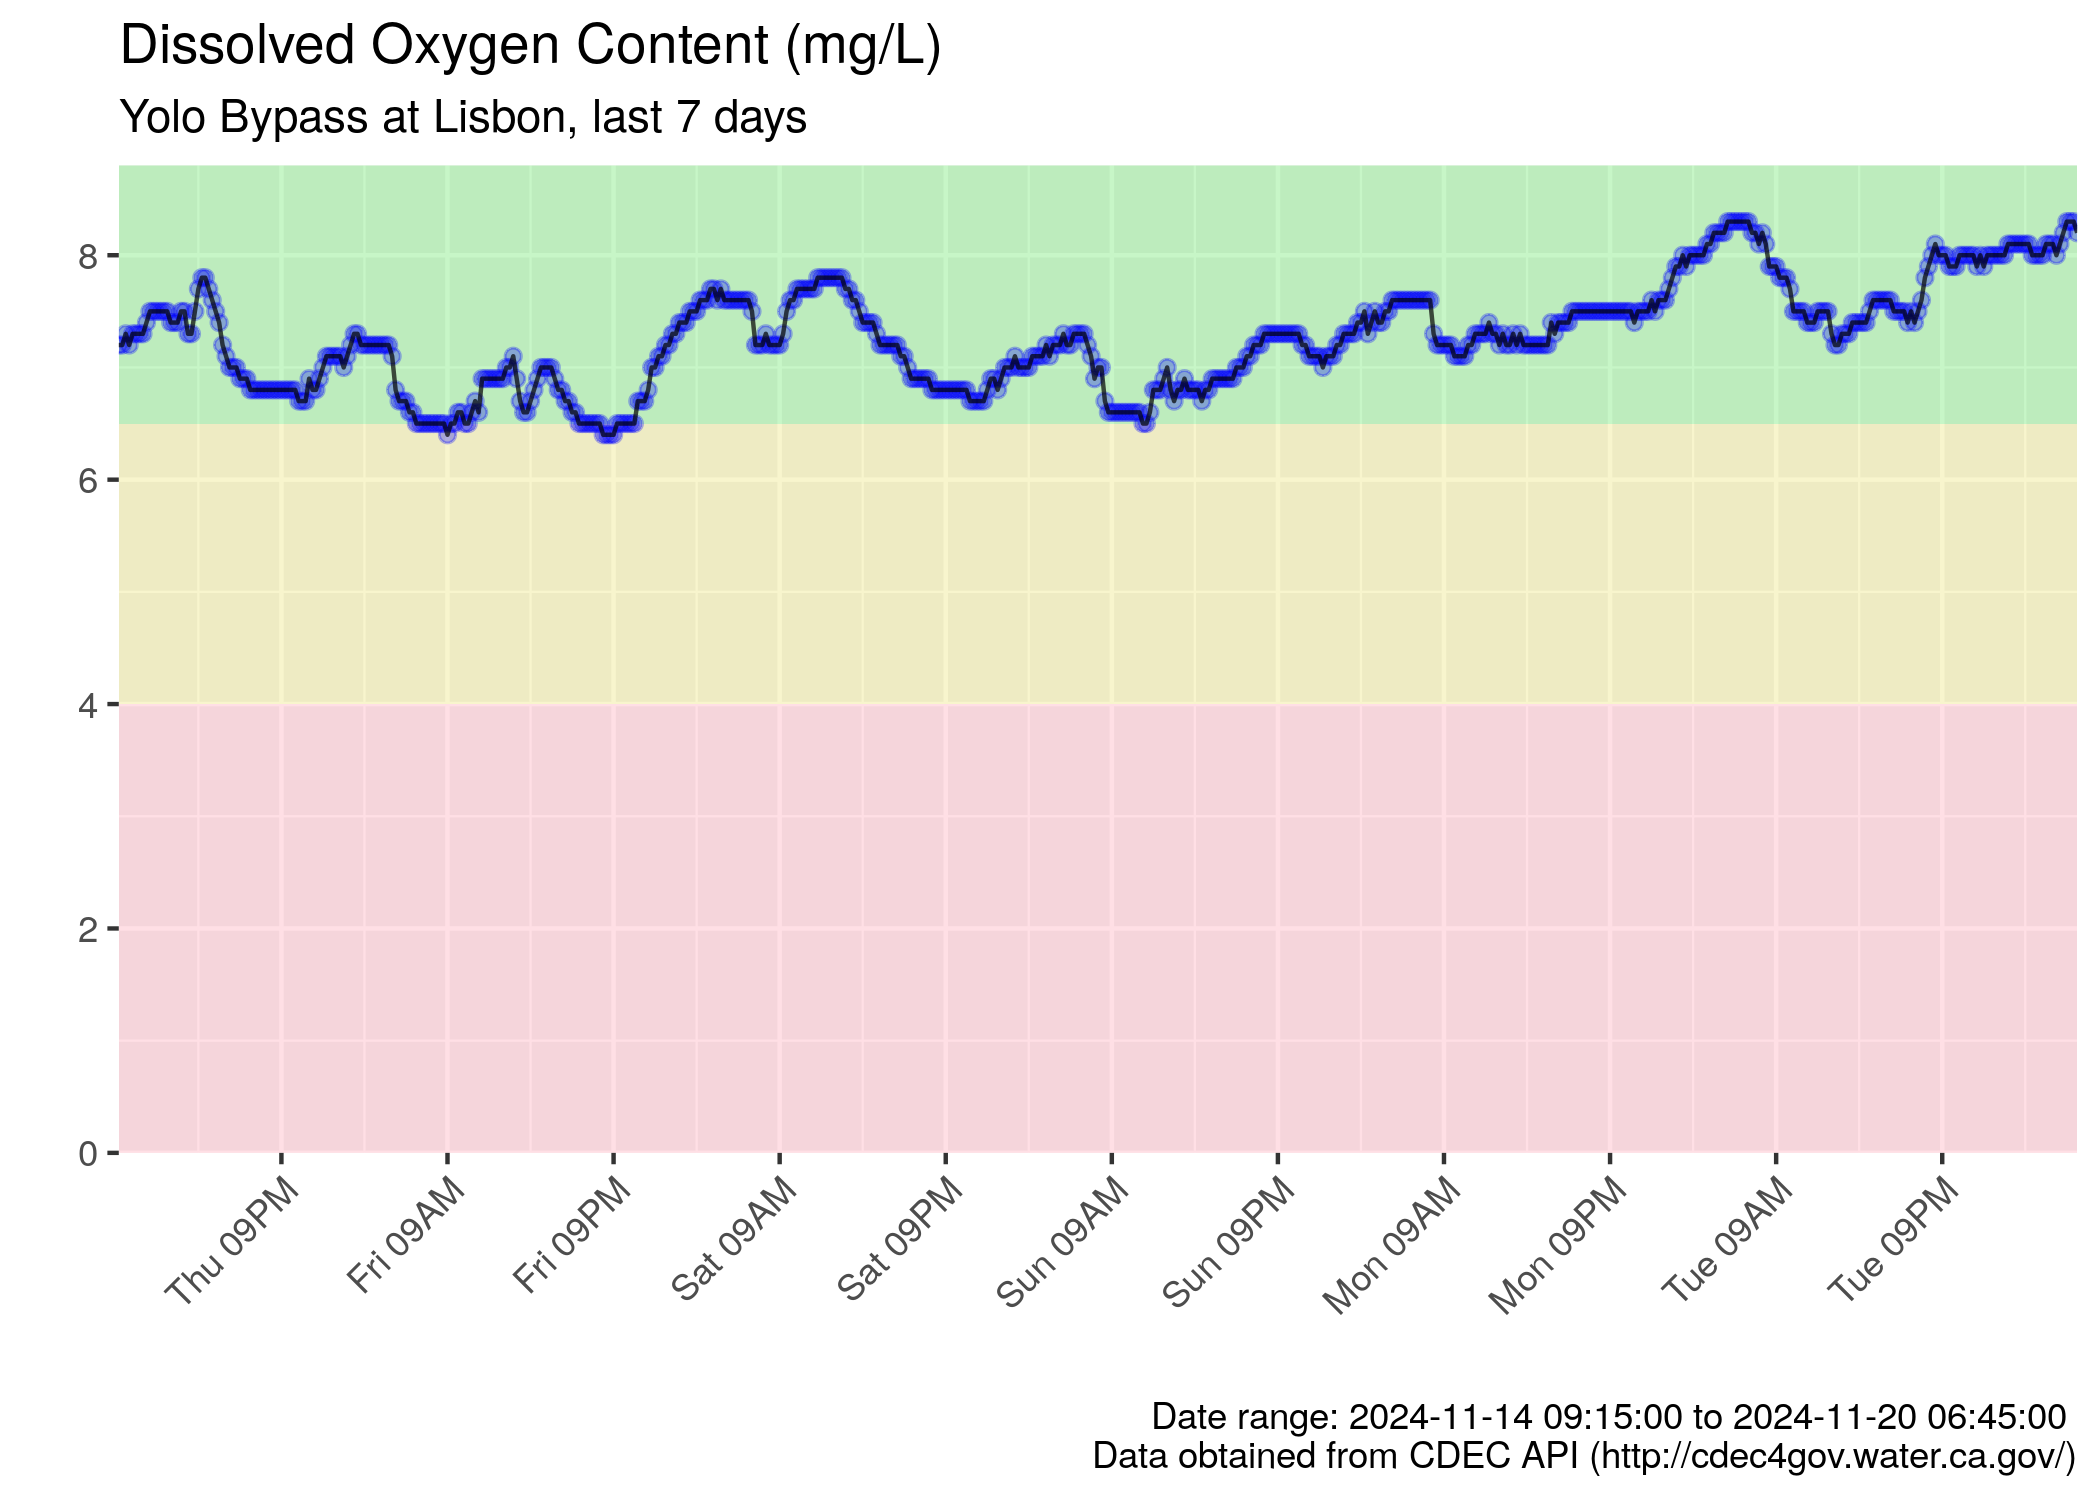 Dissolved Oxygen Content (mg/L)
Yolo Bypass at Lisbon, last 7 days
8
6
4
2
0
Thu 09PM
Fri 09AM
Fri 09PM
Sat 09AM
Sat 09PM
Sun 09AM
Sun 09PM
Mon 09AM
Mon 09PM
Tue 09AM
Tue 09PM
Date range: 2024-11-14 09:15:00 to 2024-11-20 06:45:00
Data obtained from CDEC API (http://cdec4gov.water.ca.gov/)